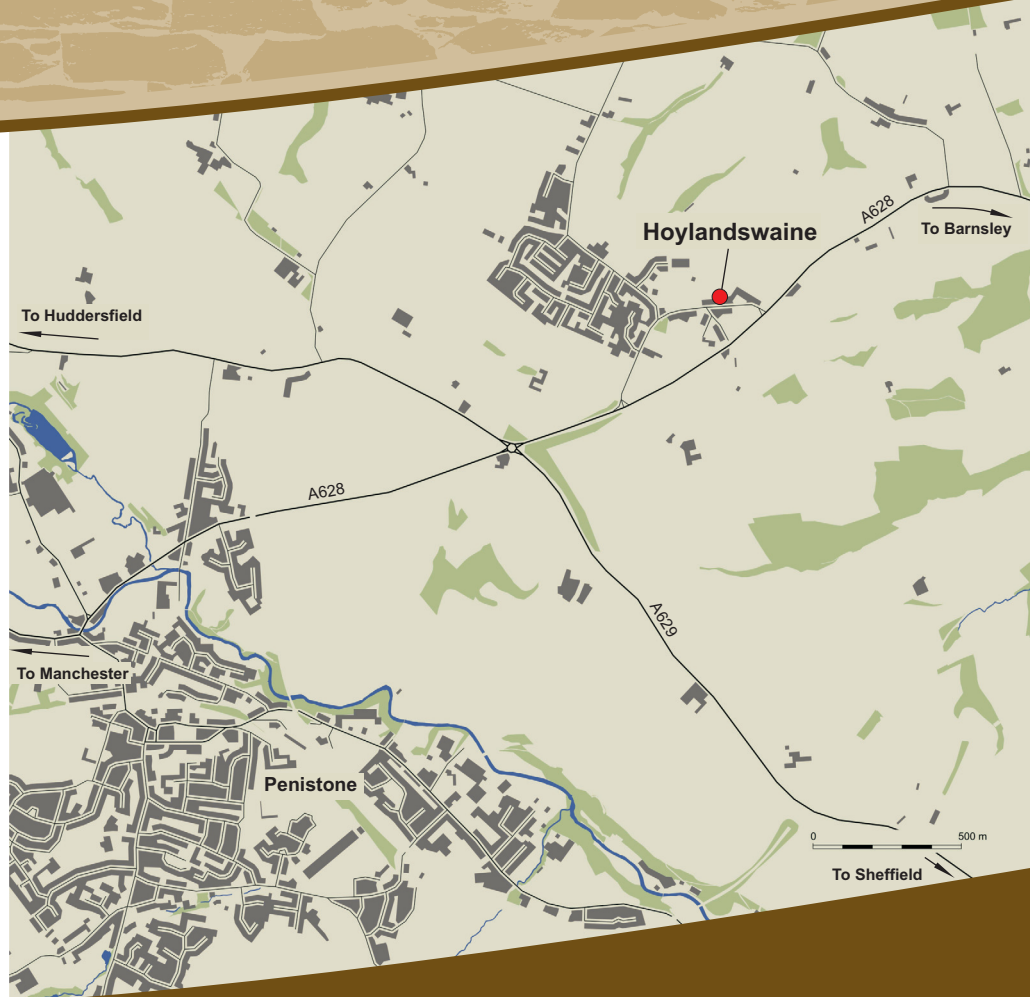 A628
Hoylandswaine
To Barnsley
To Huddersfield
A628
A629
To Manchester
Penistone
0 500 m
To Sheffield